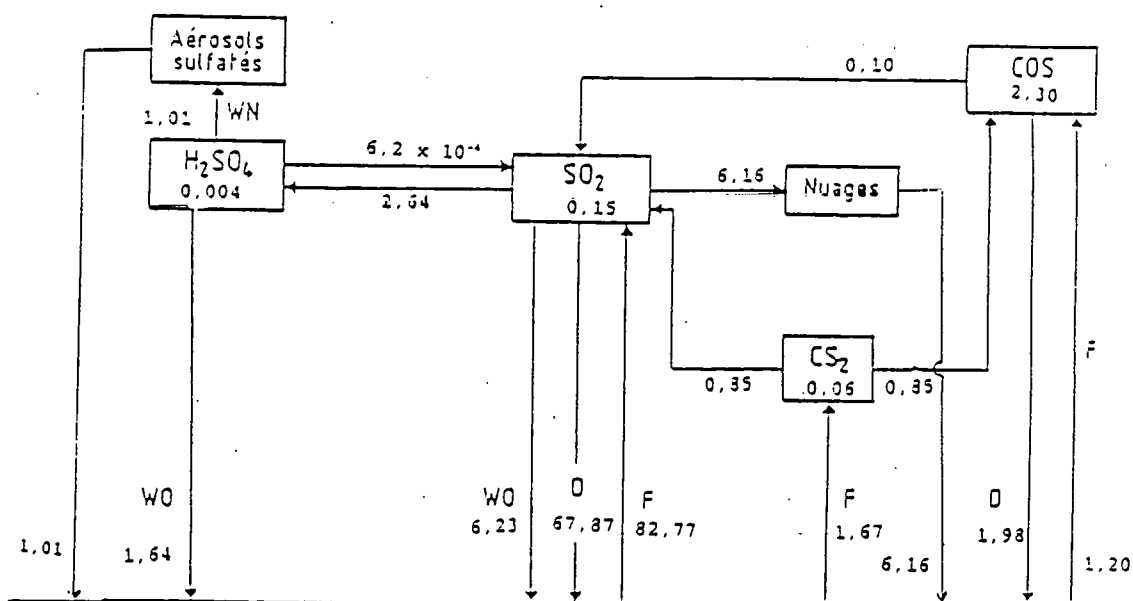 Aérosols
sulfatés
0,10
COS
2,30
1,01
WN
H₂SO₄
0,004
6,2 x 10⁻⁴
2,64
SO₂
0,15
6,16
Nuages
F
CS₂
0,06
0,85
0,85
WO
1,64
1,01
WO
6,23
D
67,87
F
82,77
F
1,67
6,16
D
1,98
1,20